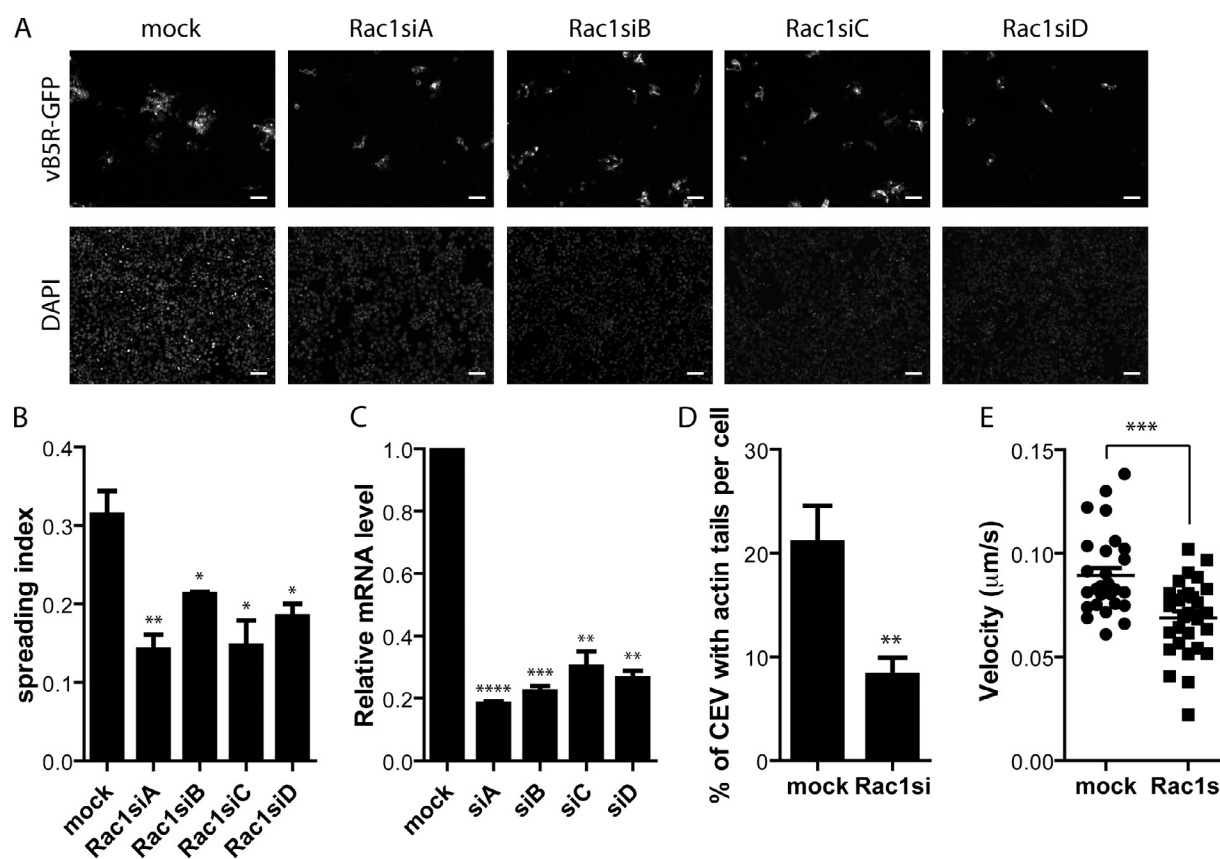 A
mock
Rac1siA
Rac1siB
Rac1siC
Rac1siD
vB5R-GFP
DAPI
B
spreading index
0.4
0.3
0.2
0.1
0.0
**
*
*
*
mock
Rac1siA
Rac1siB
Rac1siC
Rac1siD
C
Relative mRNA level
1.0
0.8
0.6
0.4
0.2
0.0
****
***
**
**
mock
siA
siB
siC
siD
D
% of CEV with actin tails per cell
30
20
10
0
**
mock
Rac1si
E
Velocity (μm/s)
0.15
0.10
0.05
0.00
***
mock
Rac1s